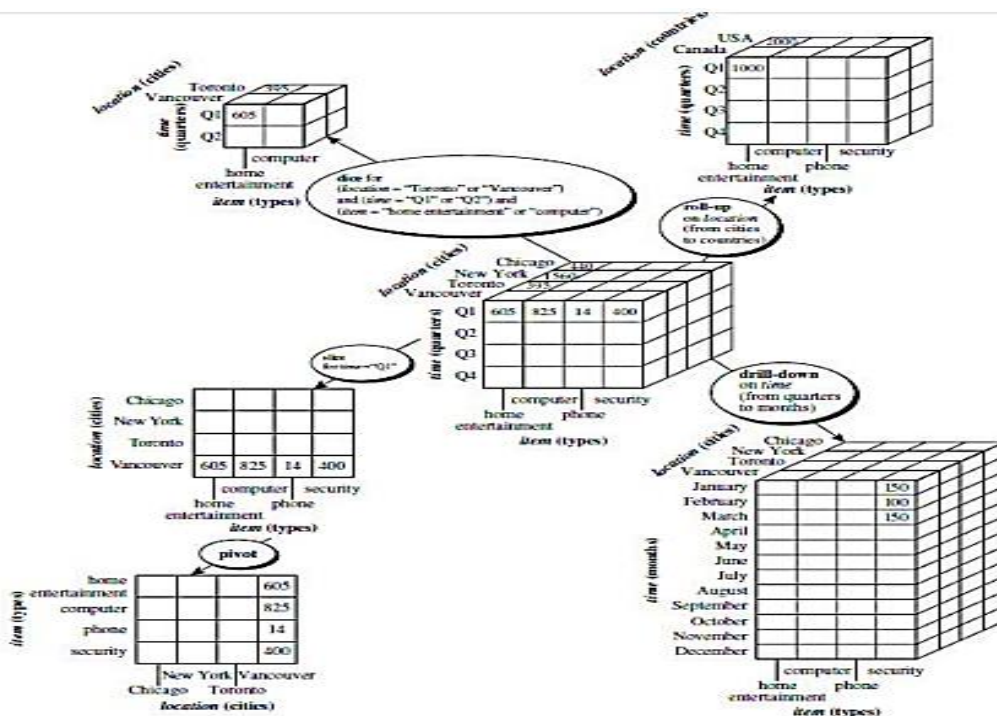 location (countries)
USA
2000
Canada
Q1 1000
Q2
Q3
Q4
time (quarters)
computer security
home phone
entertainment
item (types)
location (cities)
Toronto
395
Vancouver
Q1 605
Q2
time
(quarters)
computer
home
entertainment
item (types)
dice for
(location = "Toronto" or "Vancouver")
and (time = "Q1" or "Q2") and
(item = "home entertainment" or "computer")
roll-up
on location
(from cities
to countries)
location (cities)
Chicago
440
New York
1560
Toronto
395
Vancouver
Q1 605 825 14 400
Q2
Q3
Q4
time (quarters)
computer security
home phone
entertainment
item (types)
slice
for time = "Q1"
drill-down
on time
(from quarters
to months)
Chicago
New York
Toronto
Vancouver 605 825 14 400
location (cities)
computer security
home phone
entertainment
item (types)
pivot
home
entertainment 605
computer 825
phone 14
security 400
item (types)
New York Vancouver
Chicago Toronto
location (cities)
location (cities)
Chicago
New York
Toronto
Vancouver
January 150
February 100
March 150
April
May
June
July
August
September
October
November
December
time (months)
computer security
home phone
entertainment
item (types)